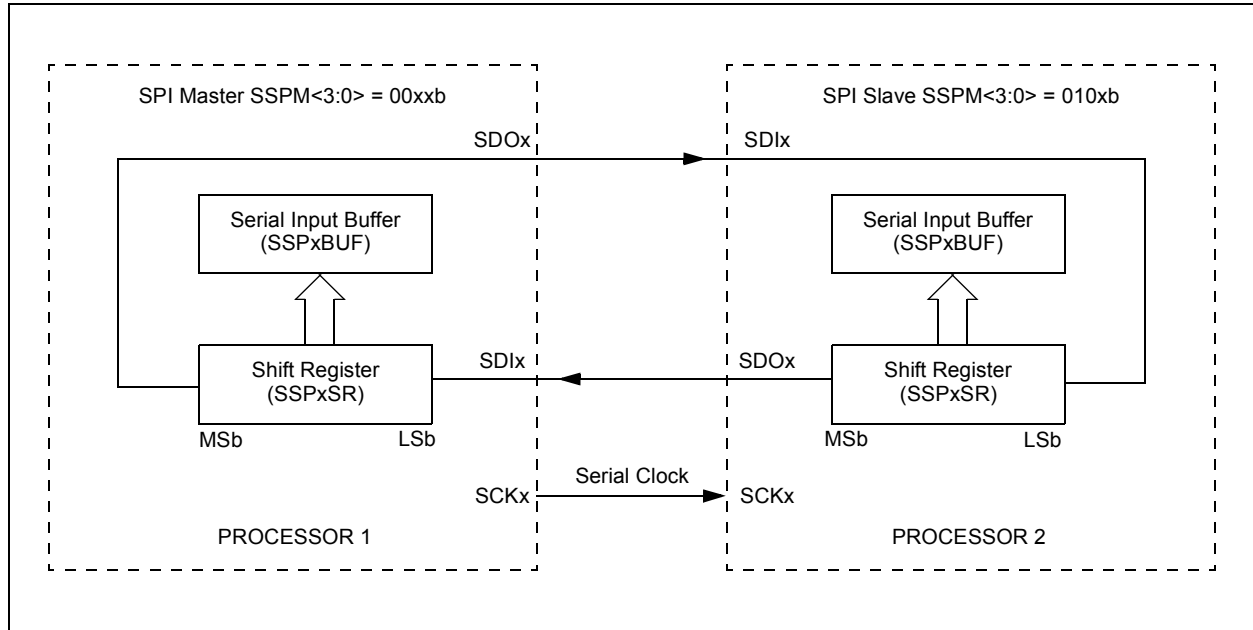 SPI Master SSPM<3:0> = 00xxb
SPI Slave SSPM<3:0> = 010xb
SDOx
SDIx
Serial Input Buffer
(SSPxBUF)
Serial Input Buffer
(SSPxBUF)
Shift Register
(SSPxSR)
SDIx
SDOx
Shift Register
(SSPxSR)
MSb
LSb
MSb
LSb
Serial Clock
SCKx
SCKx
PROCESSOR 1
PROCESSOR 2